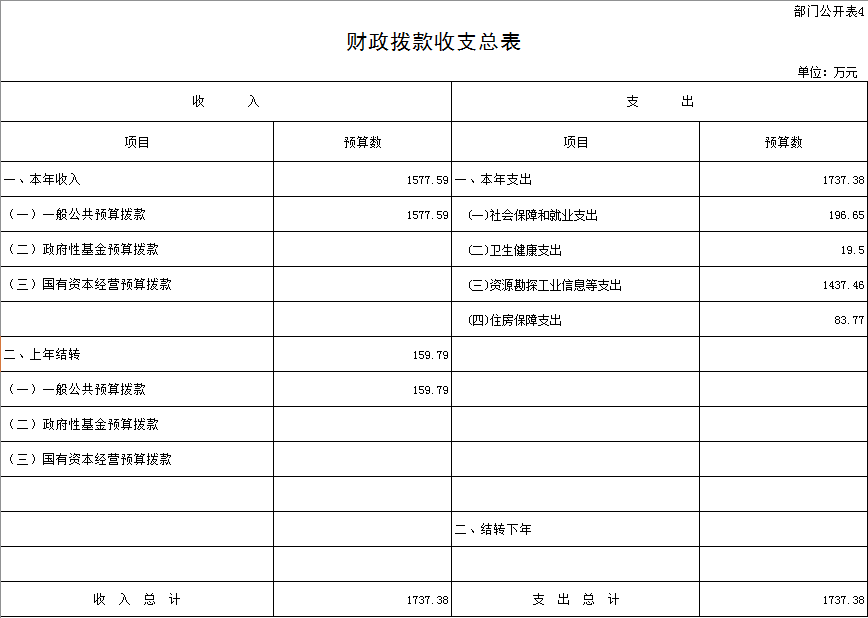 部门公开表4
财政拨款收支总表
单位：万元
收 入 支 出
项目 预算数 项目 预算数
一、本年收入 1577.59 一、本年支出 1737.38
（一）一般公共预算拨款 1577.59 (一)社会保障和就业支出 196.65
（二）政府性基金预算拨款 (二)卫生健康支出 19.5
（三）国有资本经营预算拨款 (三)资源勘探工业信息等支出 1437.46
(四)住房保障支出 83.77
二、上年结转 159.79
（一）一般公共预算拨款 159.79
（二）政府性基金预算拨款
（三）国有资本经营预算拨款
二、结转下年
收 入 总 计 1737.38 支 出 总 计 1737.38